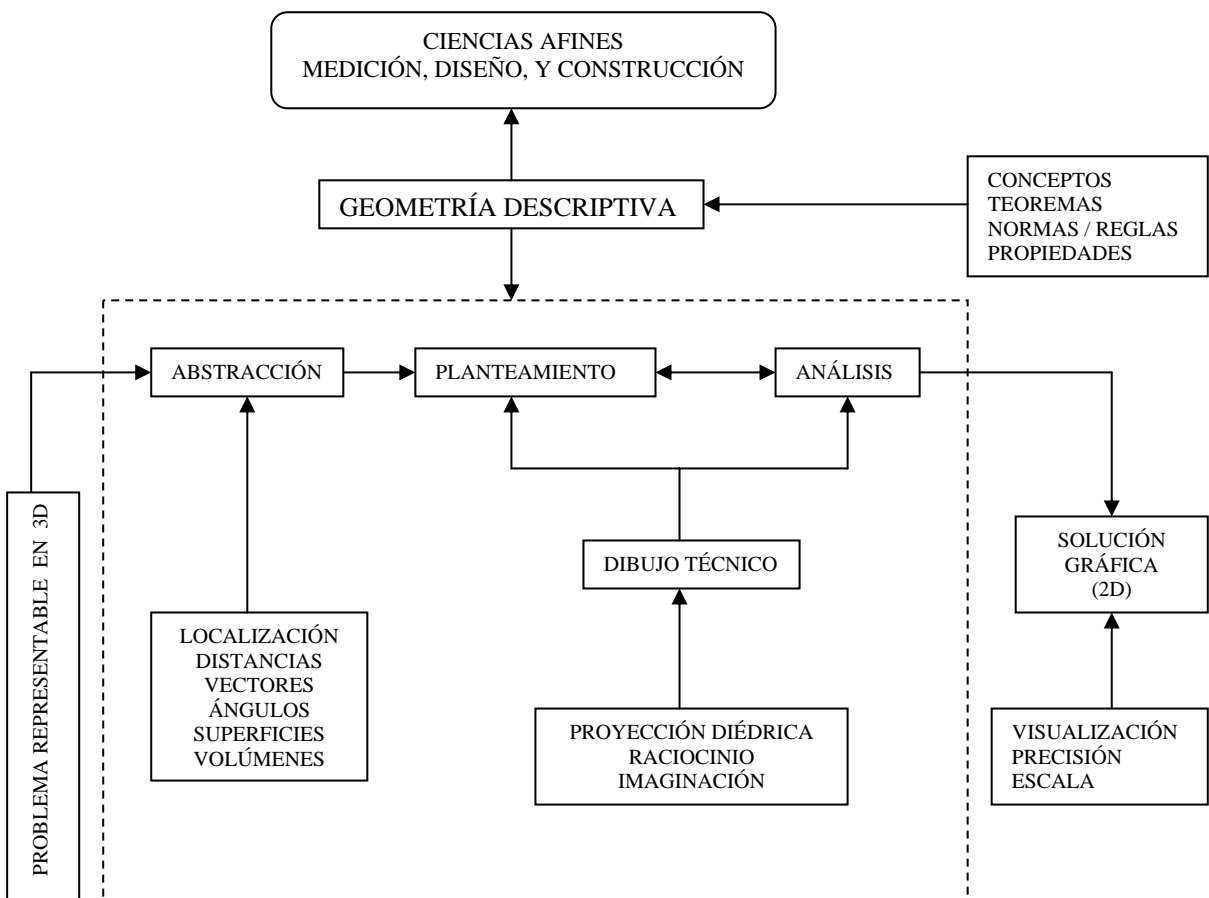 CIENCIAS AFINES
MEDICIÓN, DISEÑO, Y CONSTRUCCIÓN
GEOMETRÍA DESCRIPTIVA
CONCEPTOS
TEOREMAS
NORMAS / REGLAS
PROPIEDADES
ABSTRACCIÓN
PLANTEAMIENTO
ANÁLISIS
PROBLEMA REPRESENTABLE EN 3D
LOCALIZACIÓN
DISTANCIAS
VECTORES
ÁNGULOS
SUPERFICIES
VOLÚMENES
DIBUJO TÉCNICO
PROYECCIÓN DIÉDRICA
RACIOCINIO
IMAGINACIÓN
SOLUCIÓN
GRÁFICA
(2D)
VISUALIZACIÓN
PRECISIÓN
ESCALA